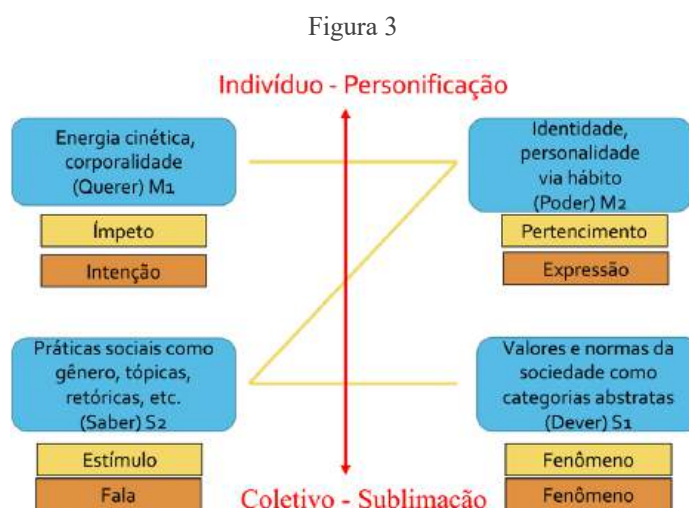 Figura 3
Indivíduo - Personificação
Energia cinética,
corporalidade
(Querer) M1
Ímpeto
Intenção
Identidade,
personalidade
via hábito
(Poder) M2
Pertencimento
Expressão
Práticas sociais como
gênero, tópicas,
retóricas, etc.
(Saber) S2
Estímulo
Fala
Valores e normas da
sociedade como
categorias abstratas
(Dever) S1
Fenômeno
Fenômeno
Coletivo - Sublimação